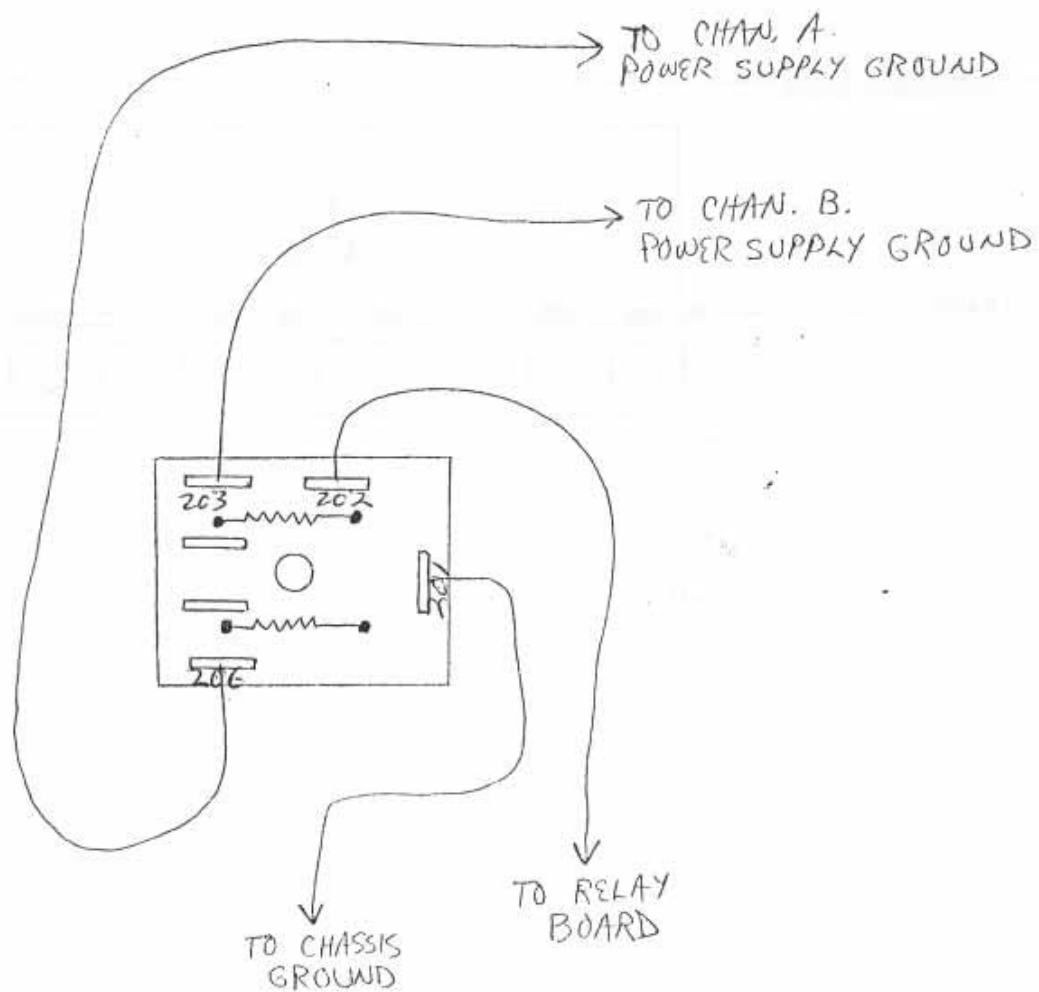 TO CHAN. A.
POWER SUPPLY GROUND
TO CHAN. B.
POWER SUPPLY GROUND
203
202
206
TO RELAY
BOARD
TO CHASSIS
GROUND